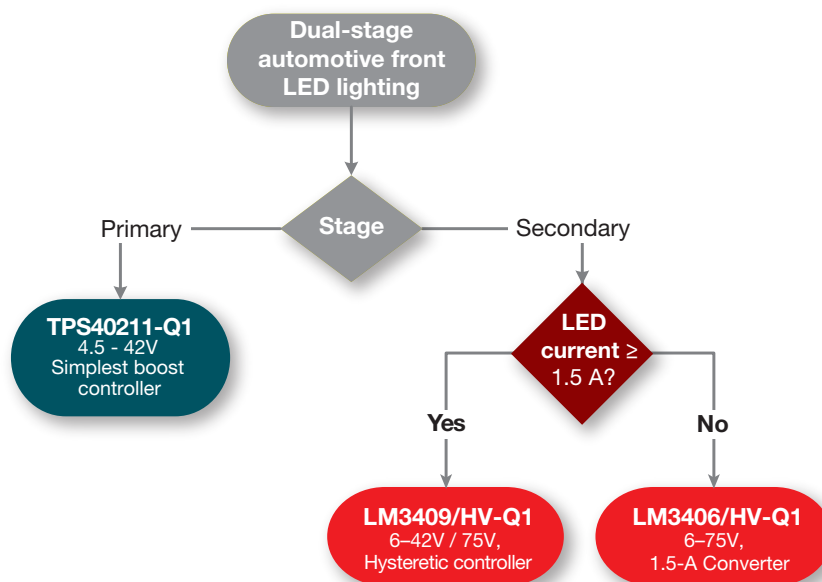 Dual-stage
automotive front
LED lighting
Stage
Primary
Secondary
TPS40211-Q1
4.5 - 42V
Simplest boost
controller
LED
current ≥
1.5 A?
Yes
No
LM3409/HV-Q1
6–42V / 75V,
Hysteretic controller
LM3406/HV-Q1
6–75V,
1.5-A Converter